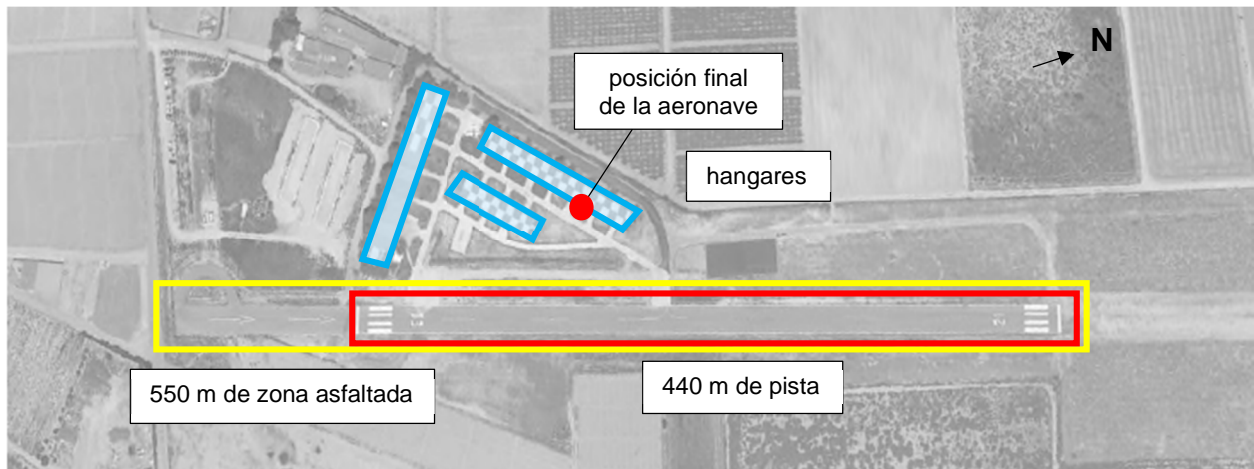 N
posición final
de la aeronave
hangares
550 m de zona asfaltada
440 m de pista